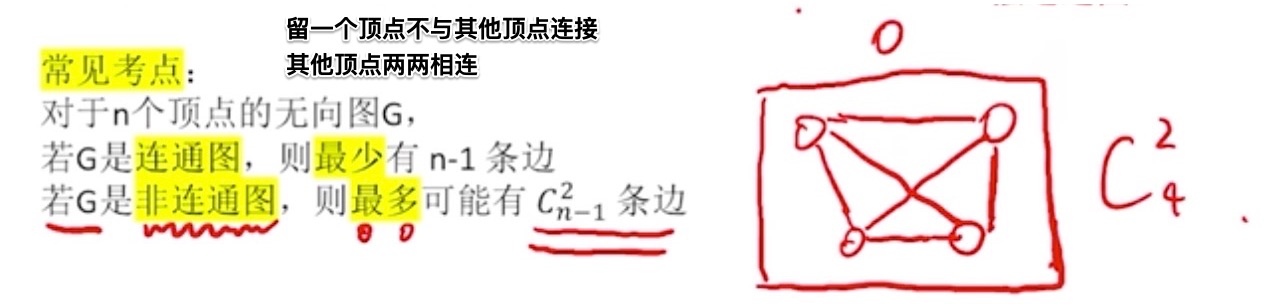 留一个顶点不与其他顶点连接
其他顶点两两相连
常见考点：
对于n个顶点的无向图G，
若G是连通图，则最少有 n-1 条边
若G是非连通图，则最多可能有 $C_{n-1}^2$ 条边
$C_4^2$